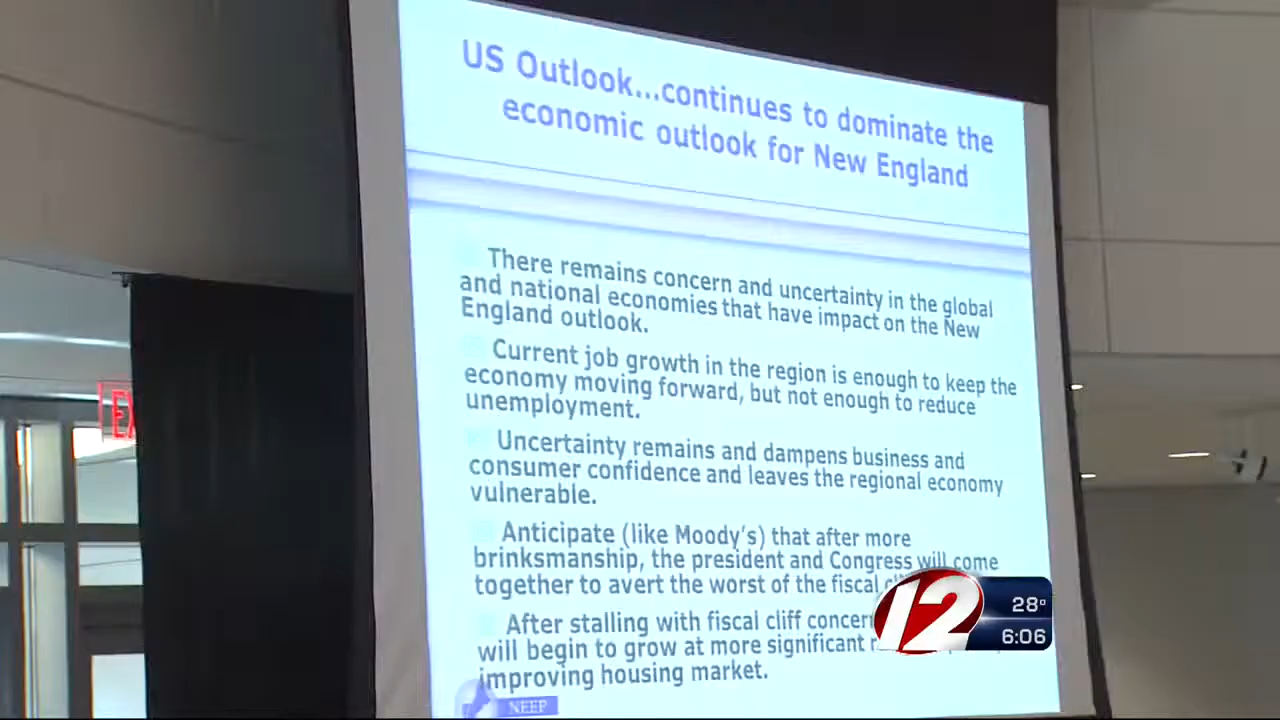 US Outlook...continues to dominate the
economic outlook for New England
There remains concern and uncertainty in the global
and national economies that have impact on the New
England outlook.
Current job growth in the region is enough to keep the
economy moving forward, but not enough to reduce
unemployment.
Uncertainty remains and dampens business and
consumer confidence and leaves the regional economy
vulnerable.
Anticipate (like Moody's) that after more
brinksmanship, the president and Congress will come
together to avert the worst of the fiscal
After stalling with fiscal cliff
will begin to grow at more significant
improving housing market.
NEEP
EX
12
28°
6:06